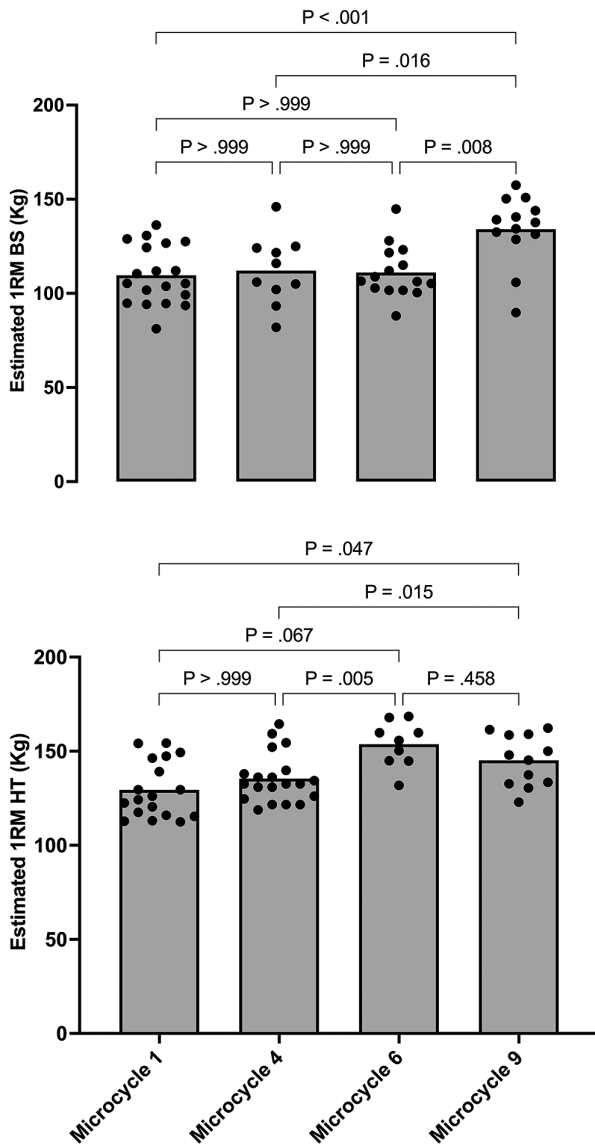 P < .001
P = .016
P > .999
P > .999 P > .999 P = .008
Estimated 1RM BS (Kg)
200
150
100
50
0
P = .047
P = .015
P = .067
P > .999 P = .005 P = .458
Estimated 1RM HT (Kg)
200
150
100
50
0
Microcycle 1
Microcycle 4
Microcycle 6
Microcycle 9